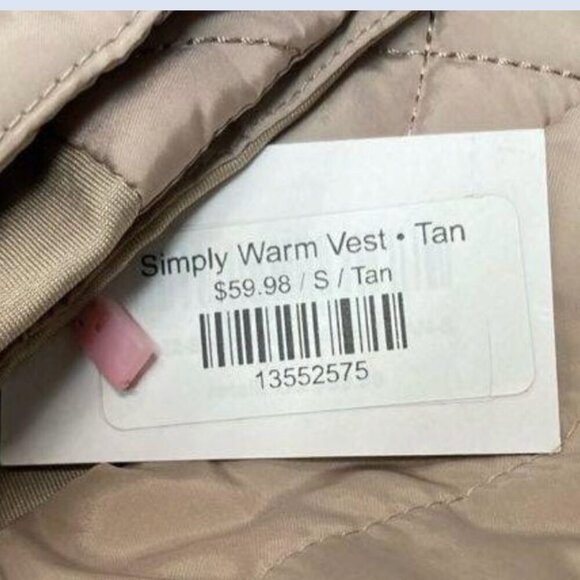 Simply Warm Vest • Tan
$59.98 / S / Tan
13552575